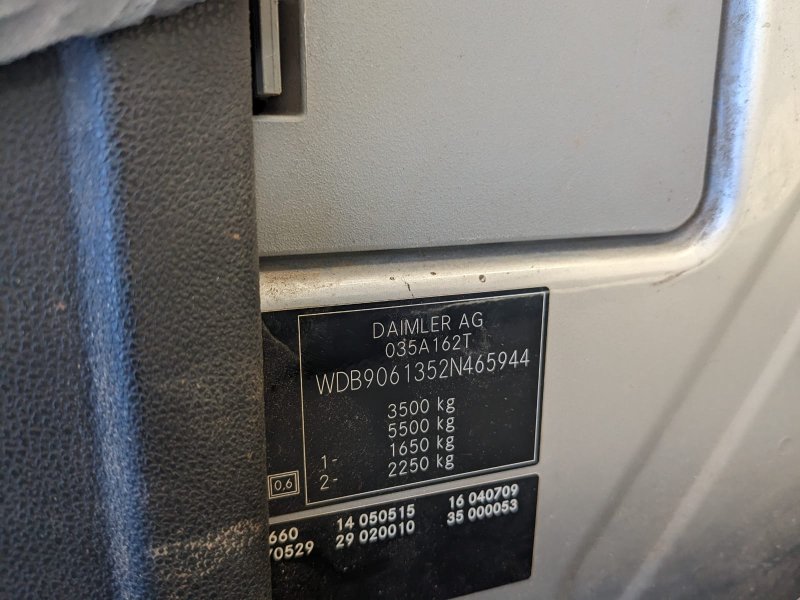 DAIMLER AG
035A162T
WDB9061352N465944
3500 kg
5500 kg
1- 1650 kg
2- 2250 kg
0,6
660 14 050515 16 040709
70529 29 020010 35 000053